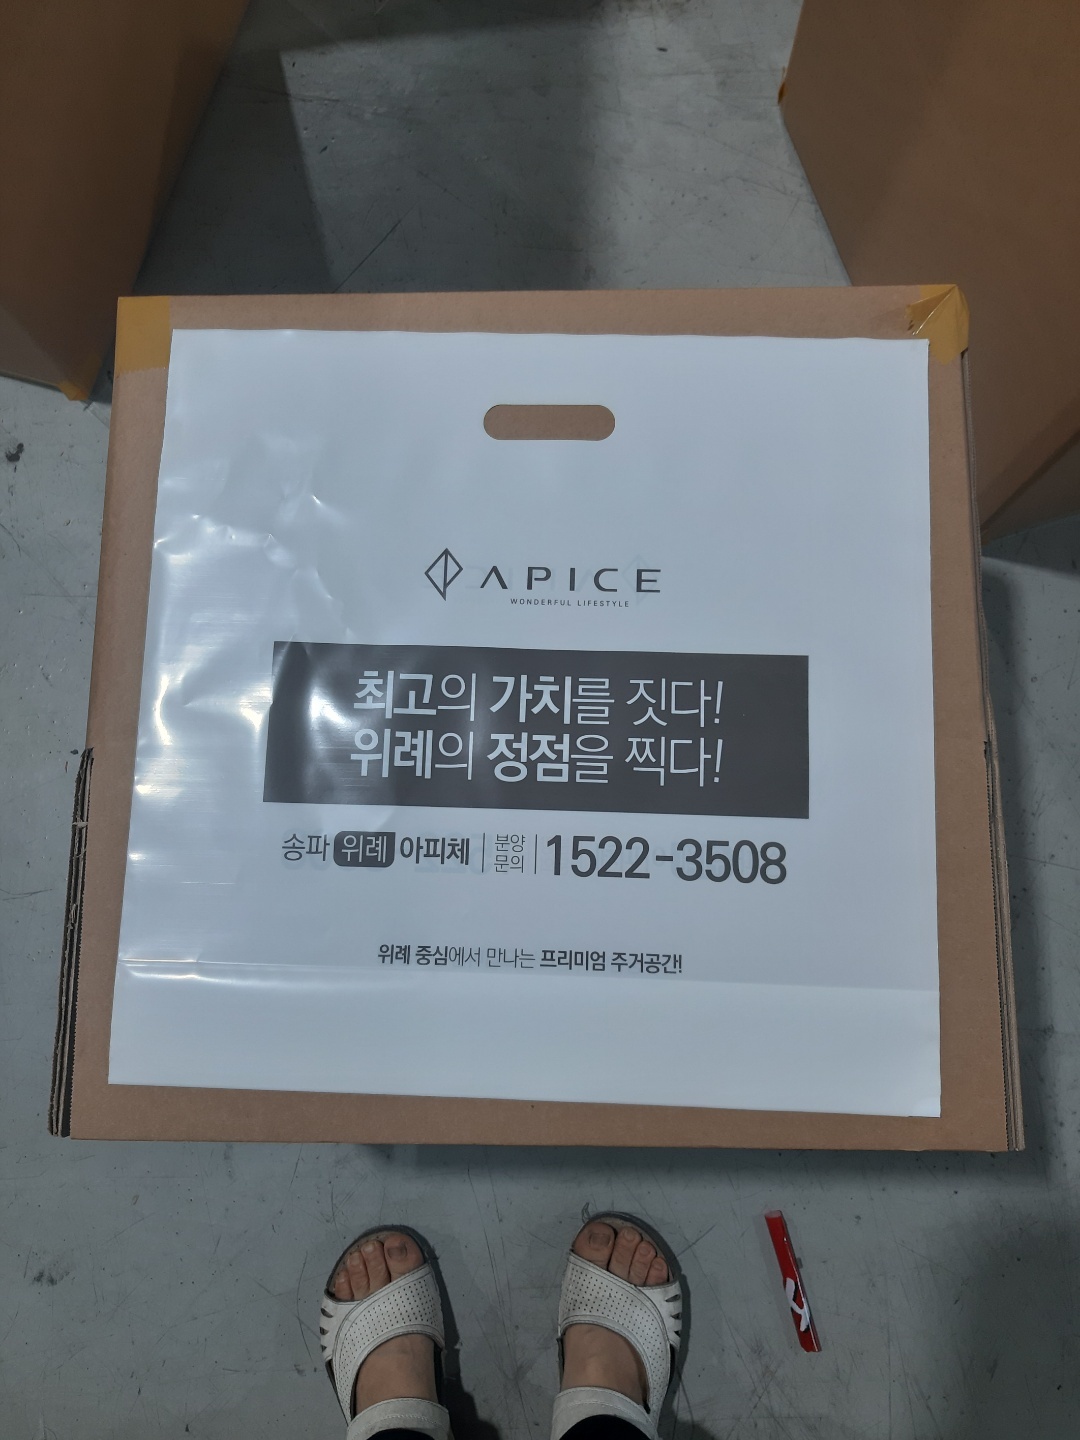 APICE
WONDERFUL LIFESTYLE
최고의 가치를 짓다!
위례의 정점을 찍다!
송파 위례 아피체 분양 문의 1522-3508
위례 중심에서 만나는 프리미엄 주거공간!